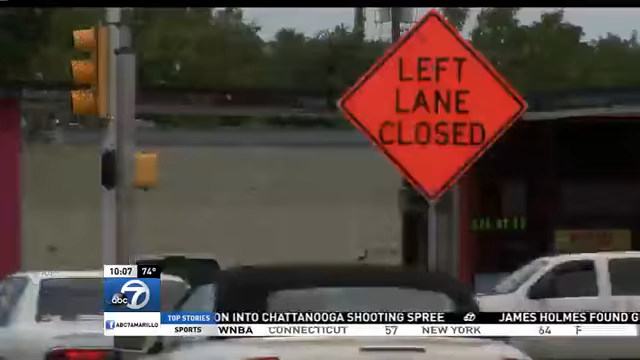 LEFT
LANE
CLOSED
10:07 74°
abc 7
ABC7AMARILLO
TOP STORIES ON INTO CHATTANOOGA SHOOTING SPREE JAMES HOLMES FOUND G
SPORTS WNBA CONNECTICUT 57 NEW YORK 64 F